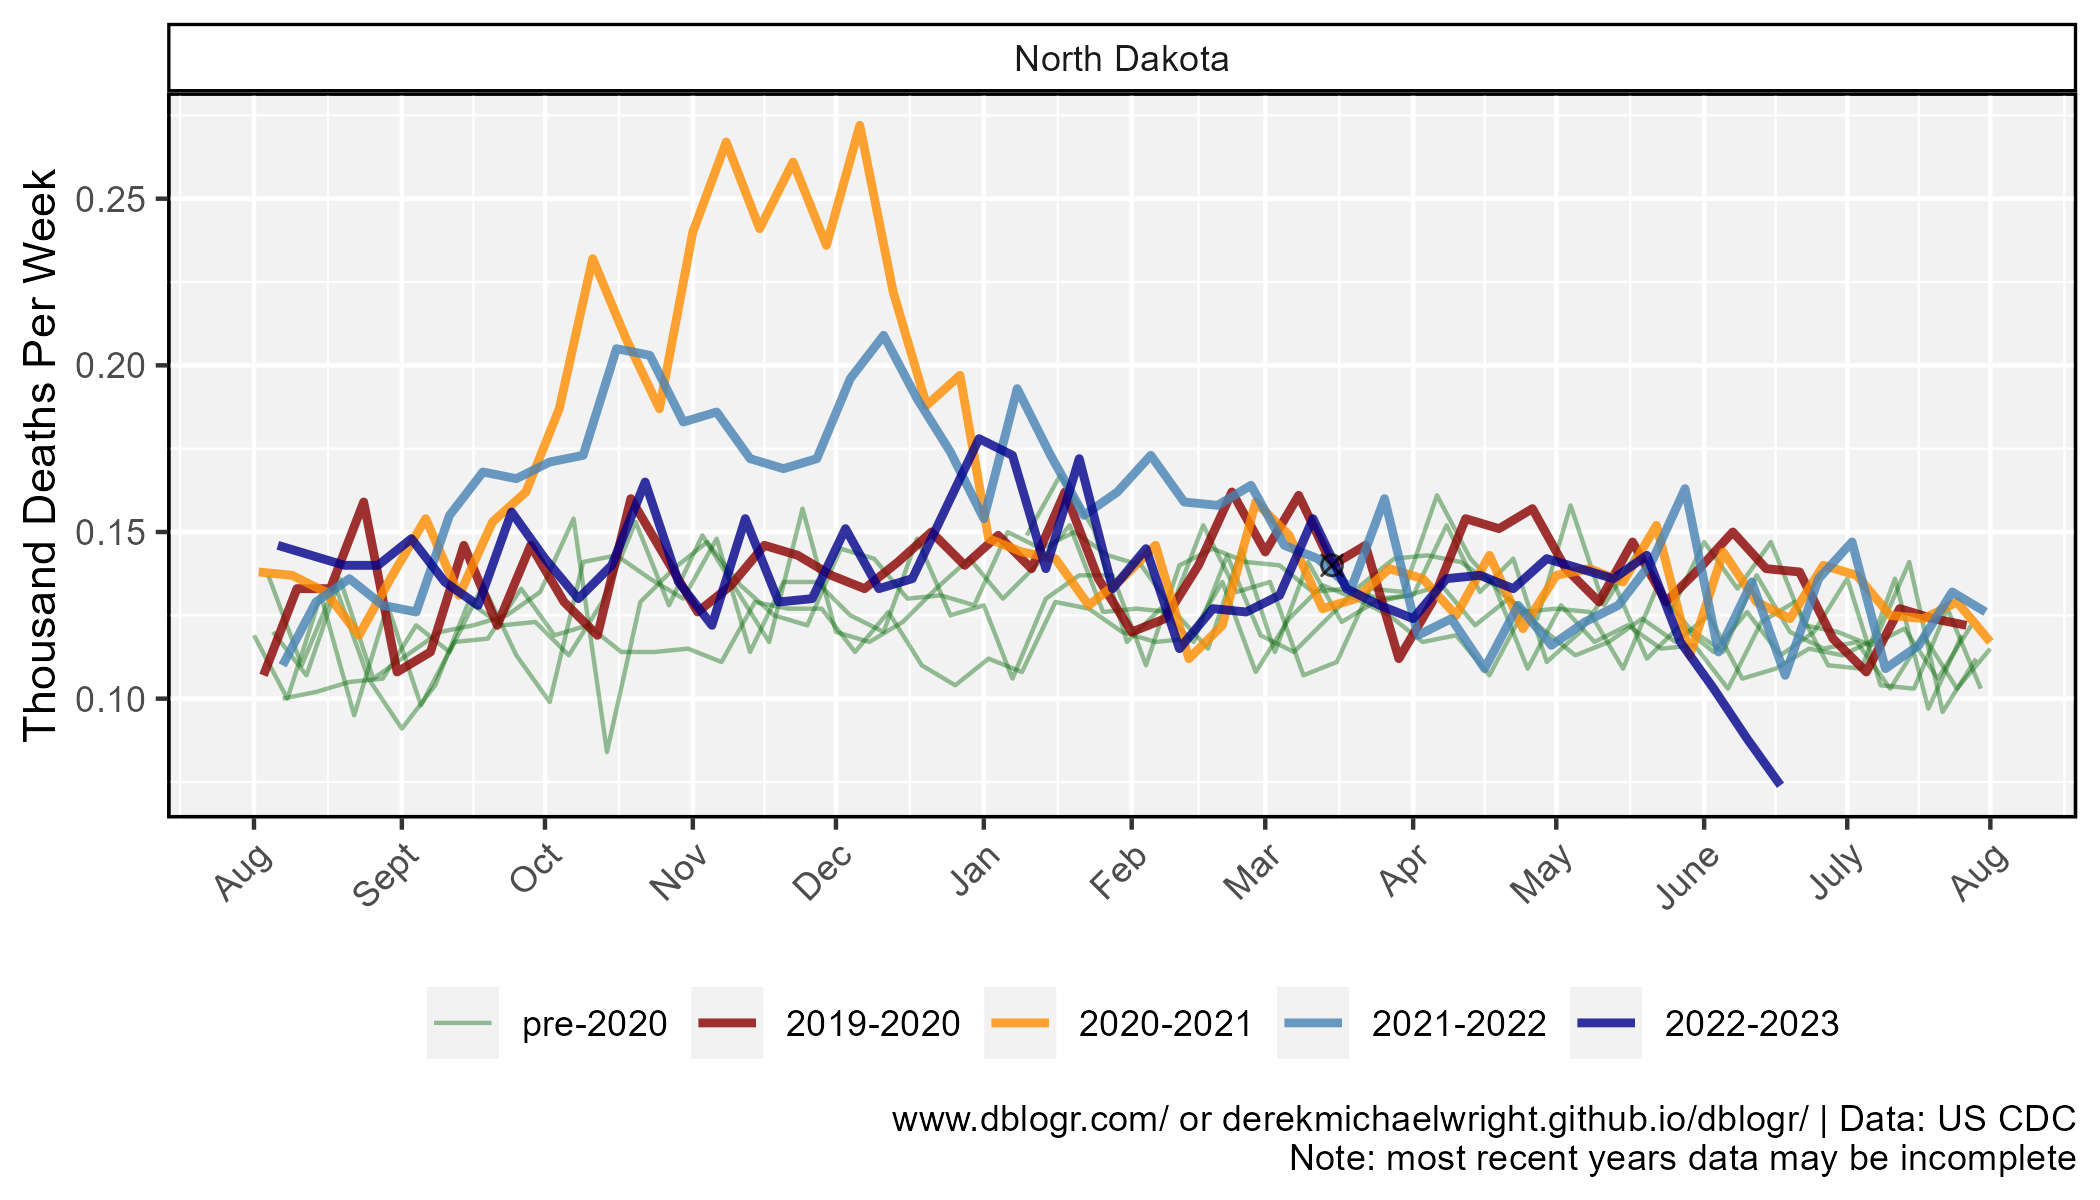 North Dakota
Thousand Deaths Per Week
0.25
0.20
0.15
0.10
Aug
Sept
Oct
Nov
Dec
Jan
Feb
Mar
Apr
May
June
July
Aug
pre-2020
2019-2020
2020-2021
2021-2022
2022-2023
www.dblogr.com/ or derekmichaelwright.github.io/dblogr/ | Data: US CDC
Note: most recent years data may be incomplete